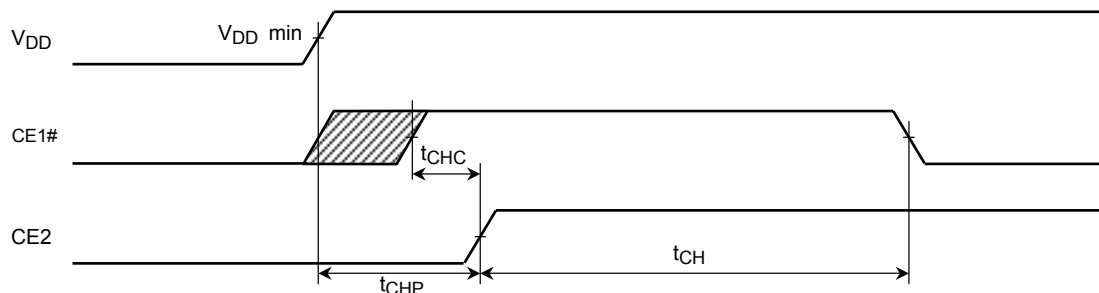 VDD
VDD min
CE1#
tCHC
CE2
tCH
tCHP